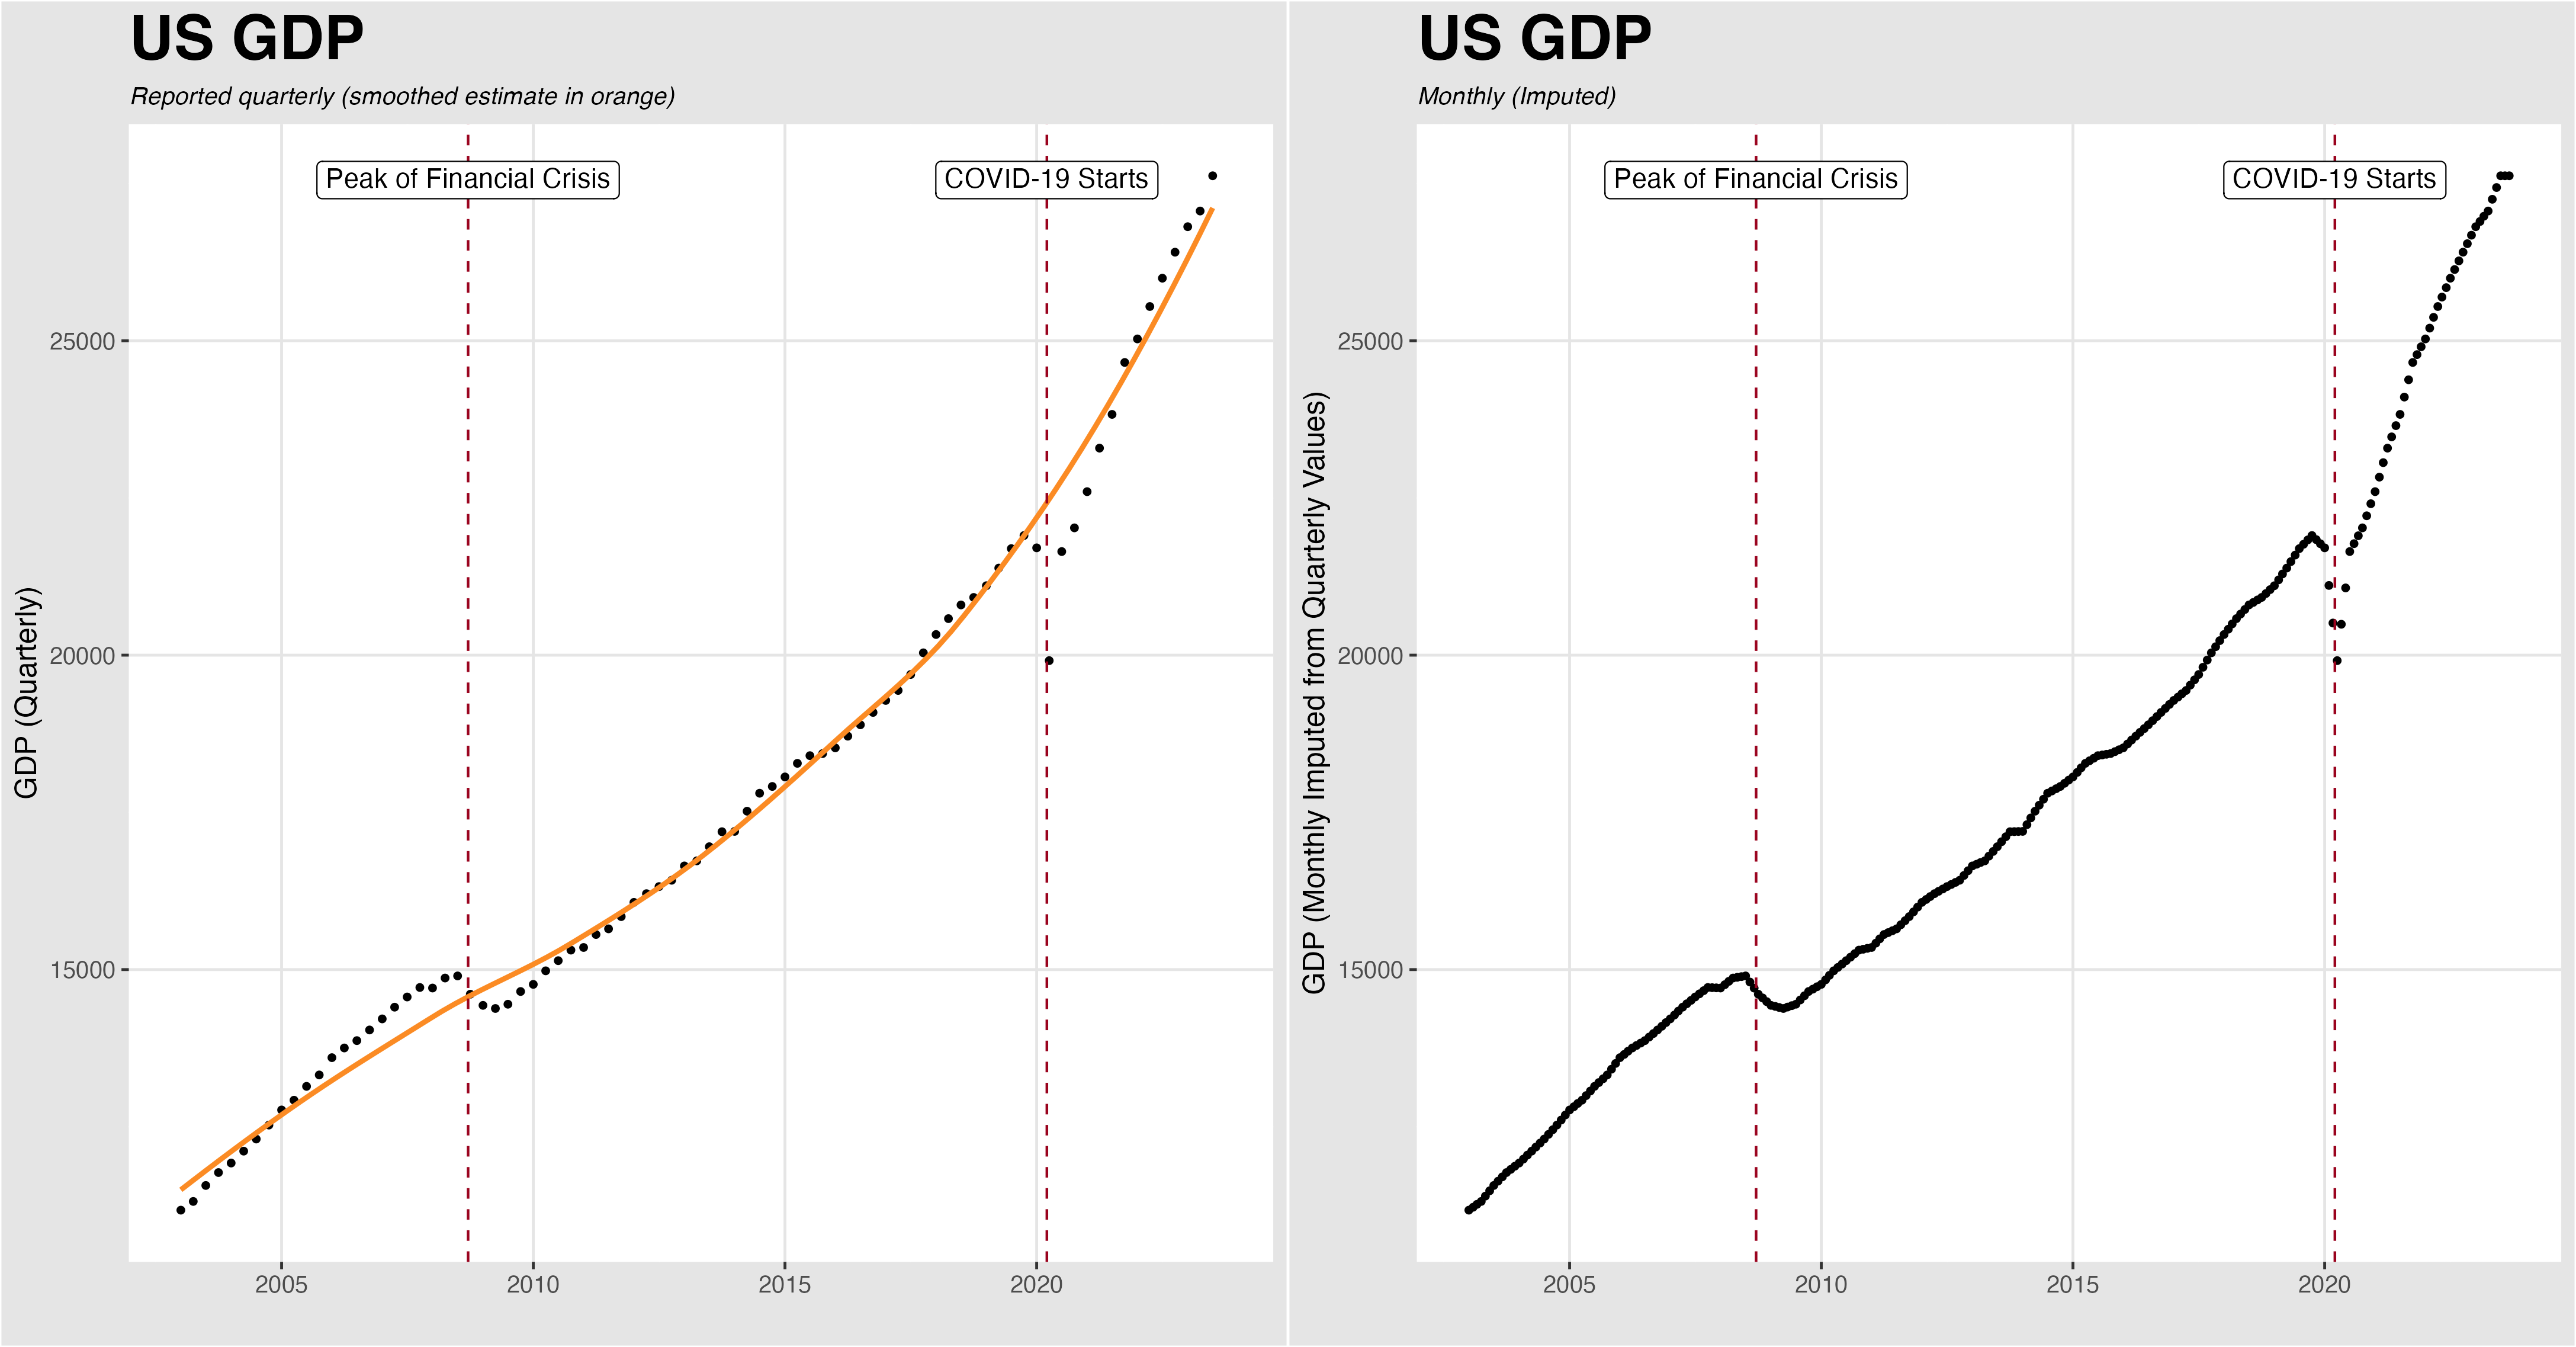 US GDP
Reported quarterly (smoothed estimate in orange)
Peak of Financial Crisis
COVID-19 Starts
25000
20000
15000
GDP (Quarterly)
2005
2010
2015
2020
US GDP
Monthly (Imputed)
Peak of Financial Crisis
COVID-19 Starts
25000
20000
15000
GDP (Monthly Imputed from Quarterly Values)
2005
2010
2015
2020